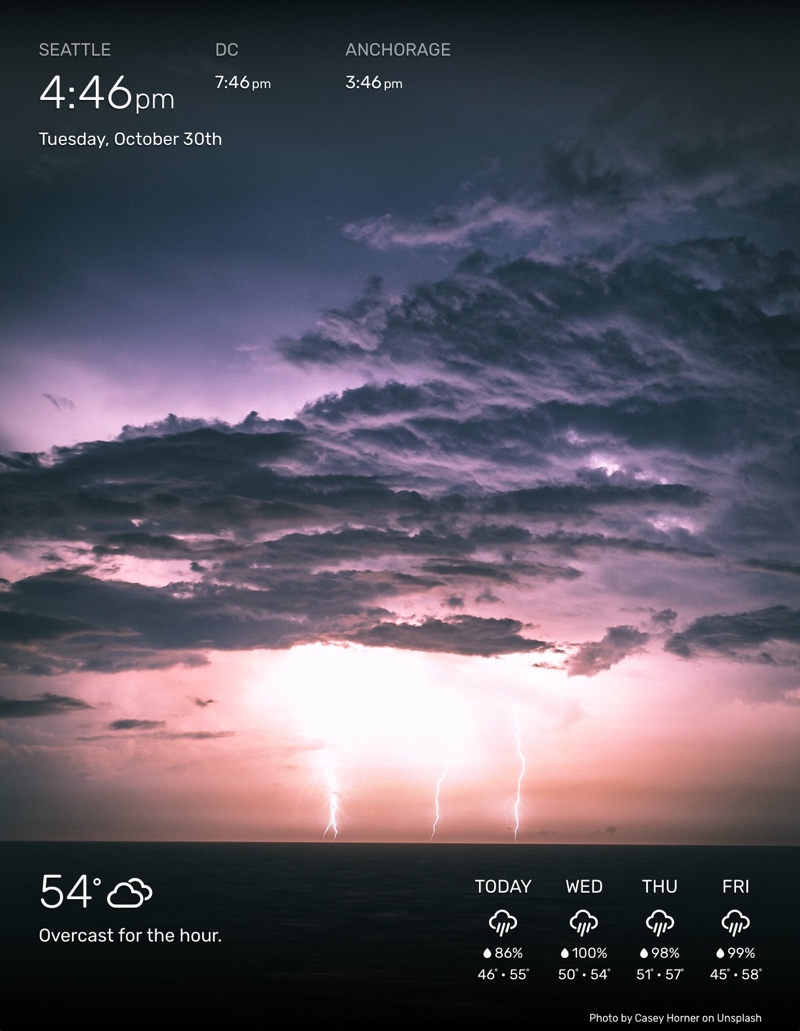 SEATTLE
4:46pm
Tuesday, October 30th
DC
7:46pm
ANCHORAGE
3:46pm
54°
Overcast for the hour.
TODAY WED THU FRI
86% 100% 98% 99%
46° • 55° 50° • 54° 51° • 57° 45° • 58°
Photo by Casey Horner on Unsplash